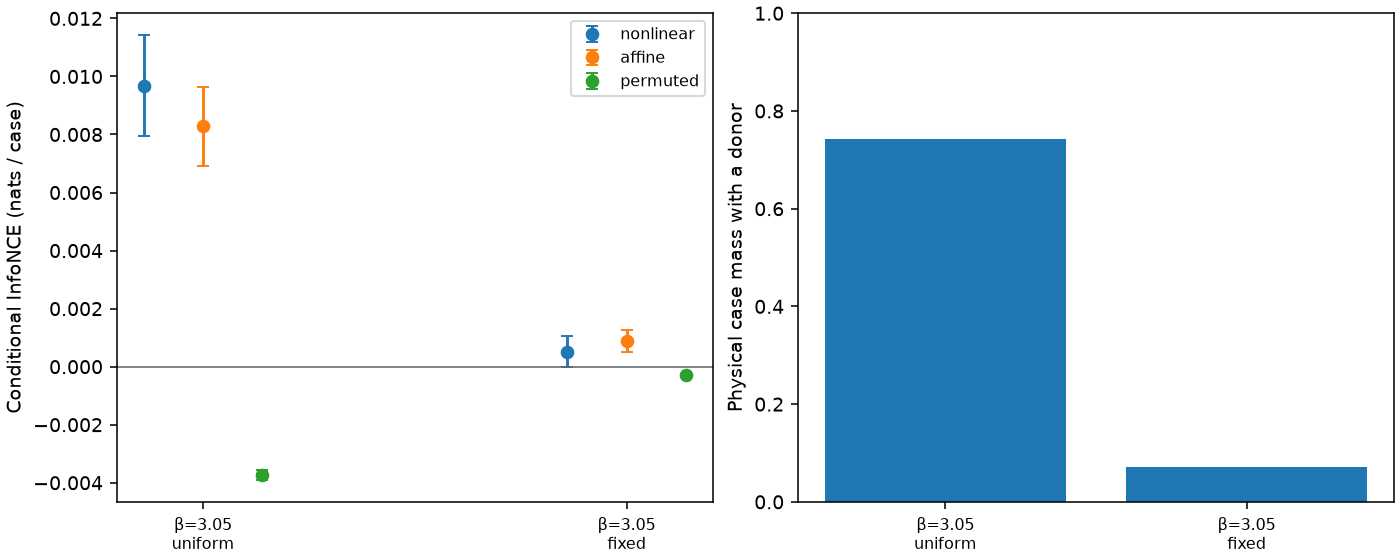 Conditional InfoNCE (nats / case)
0.012
0.010
0.008
0.006
0.004
0.002
0.000
−0.002
−0.004
nonlinear
affine
permuted
β=3.05
uniform
β=3.05
fixed
Physical case mass with a donor
1.0
0.8
0.6
0.4
0.2
0.0
β=3.05
uniform
β=3.05
fixed